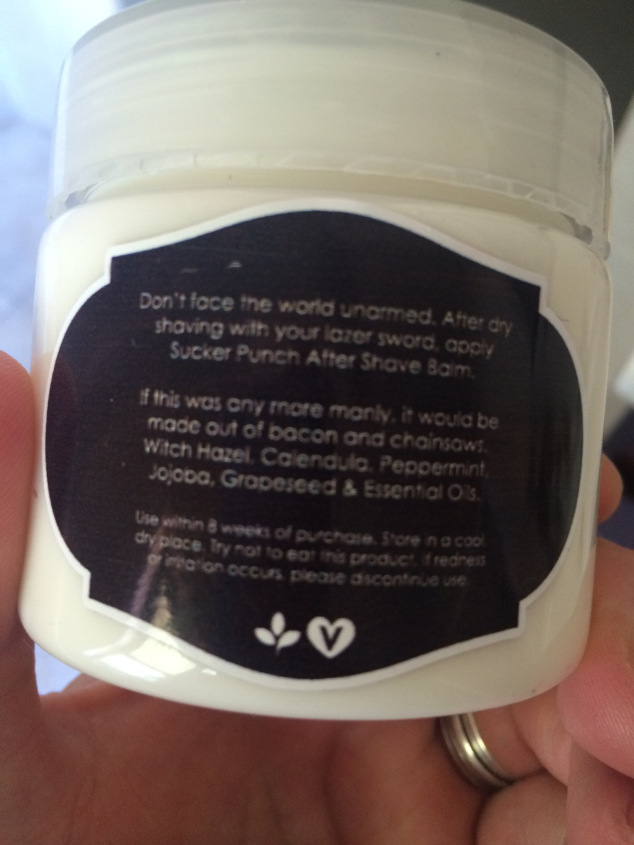 Don't face the world unarmed. After dry
shaving with your lazer sword, apply
Sucker Punch After Shave Balm.
If this was any more manly, it would be
made out of bacon and chainsaws.
Witch Hazel, Calendula, Peppermint,
Jojoba, Grapeseed & Essential Oils.
Use within 8 weeks of purchase. Store in a cool
dry place. Try not to eat this product. If redness
or irritation occurs, please discontinue use.
V